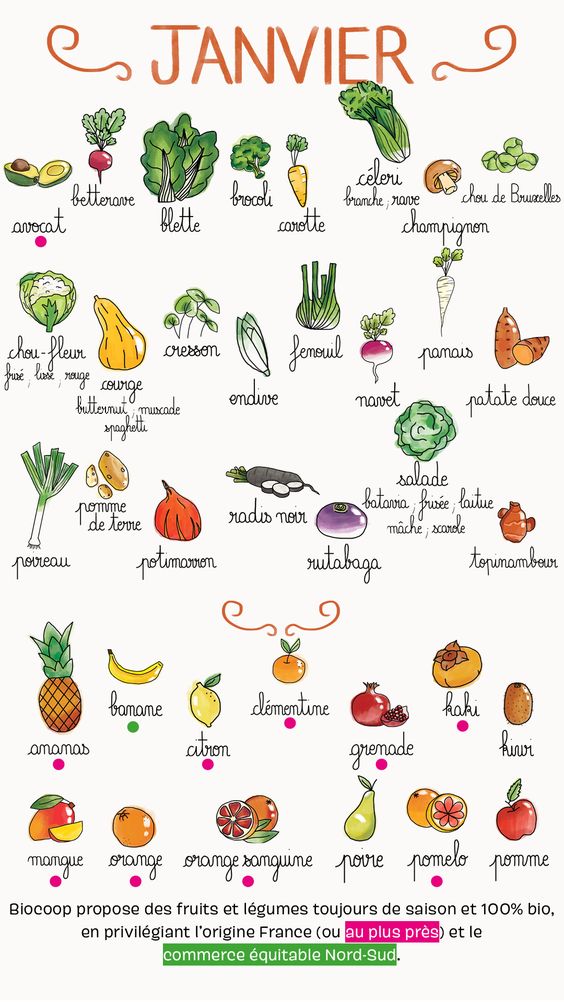 JANVIER
avocat
betterave
blette
brocoli
carotte
céleri
branche ; rave
champignon
chou de Bruxelles
chou-fleur
frisé ; lisse ; rouge
courge
butternut ; muscade
spaghetti
cresson
endive
fenouil
navet
panais
patate douce
poireau
pomme
de terre
potimarron
radis noir
rutabaga
salade
batavia ; frisée ; laitue
mâche ; scarole
topinambour
ananas
banane
citron
clémentine
grenade
kaki
kiwi
mangue
orange
orange sanguine
poire
pomelo
pomme
Biocoop propose des fruits et légumes toujours de saison et 100% bio,
en privilégiant l'origine France (ou au plus près) et le
commerce équitable Nord-Sud.